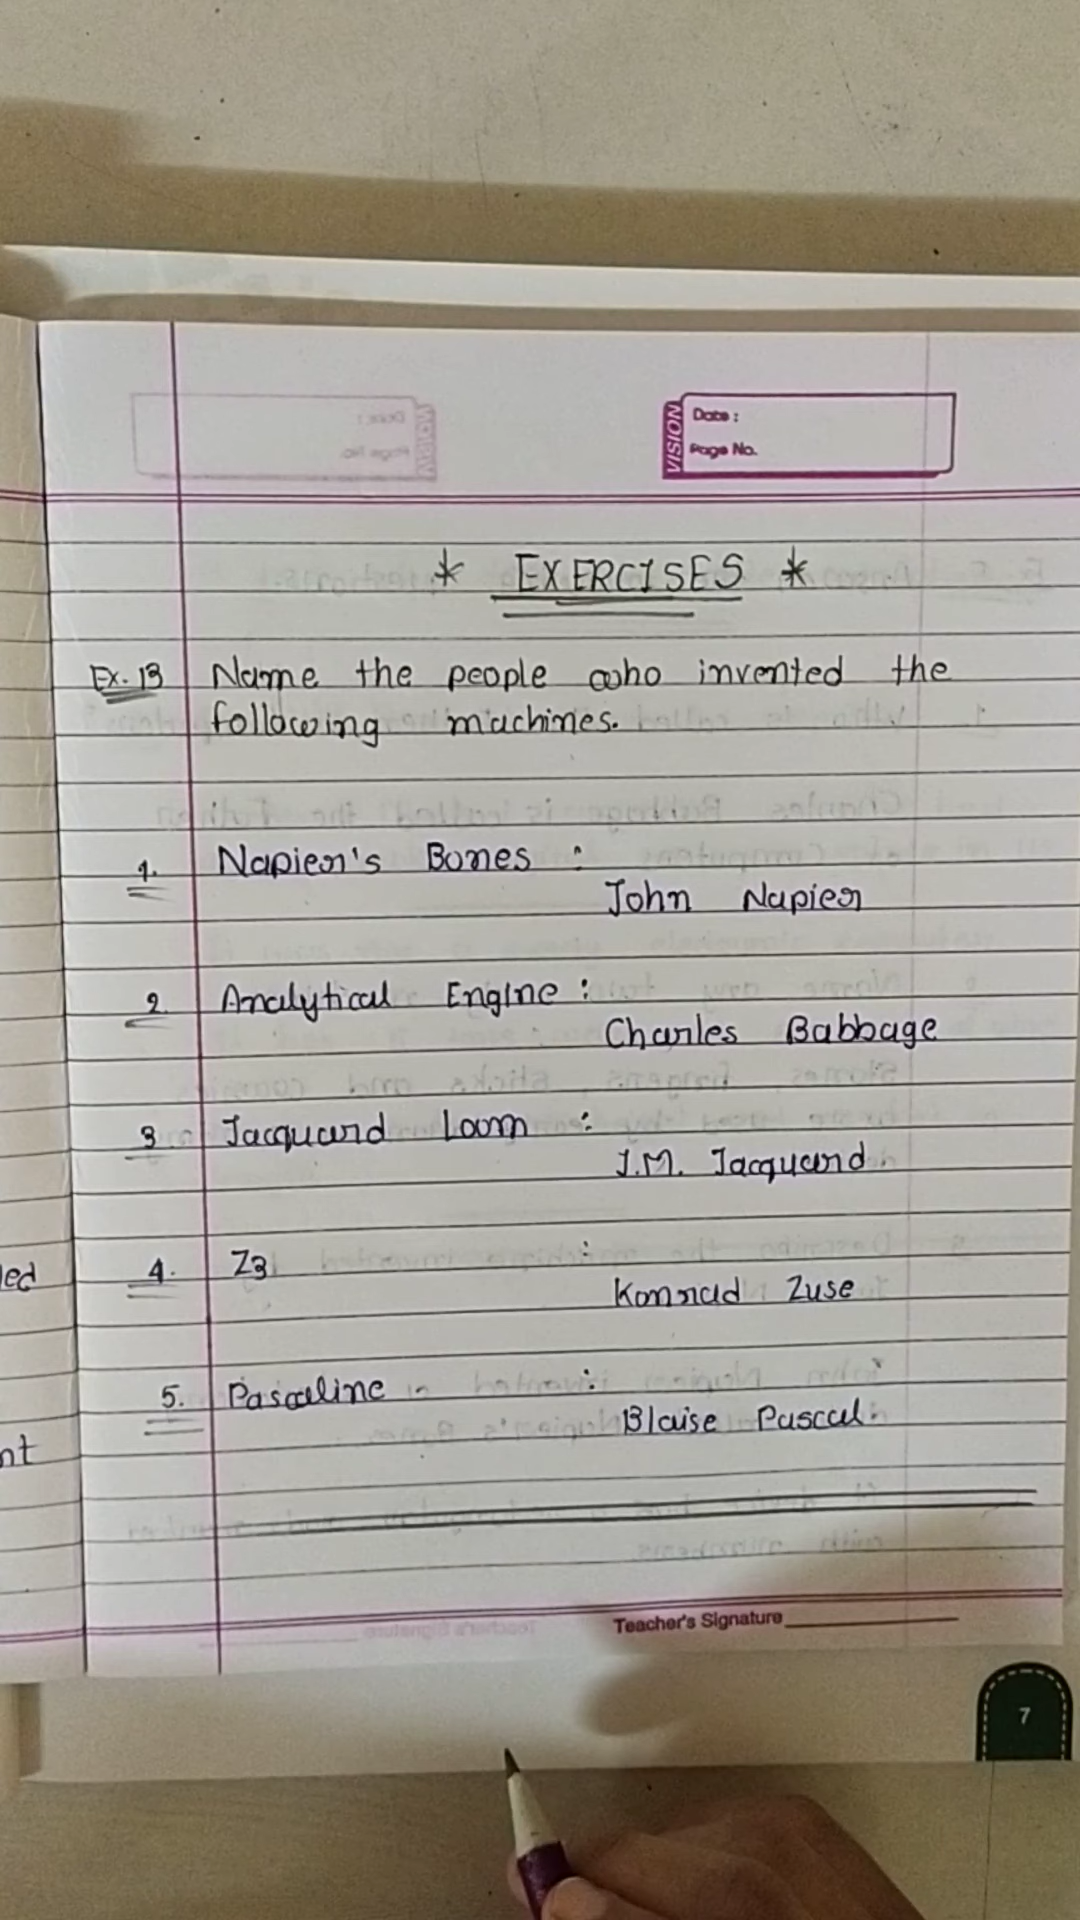 VISION
Date :
Page No.
* EXERCISES *
Ex. 13 Name the people who invented the
following machines.
1. Napier's Bones :
John Napier
2. Analytical Engine :
Charles Babbage
3 Jacquard Loom :
J.M. Jacquard
4. Z3 :
Konrad Zuse
5. Pascaline :
Blaise Pascal.
led
nt
Teacher's Signature
7